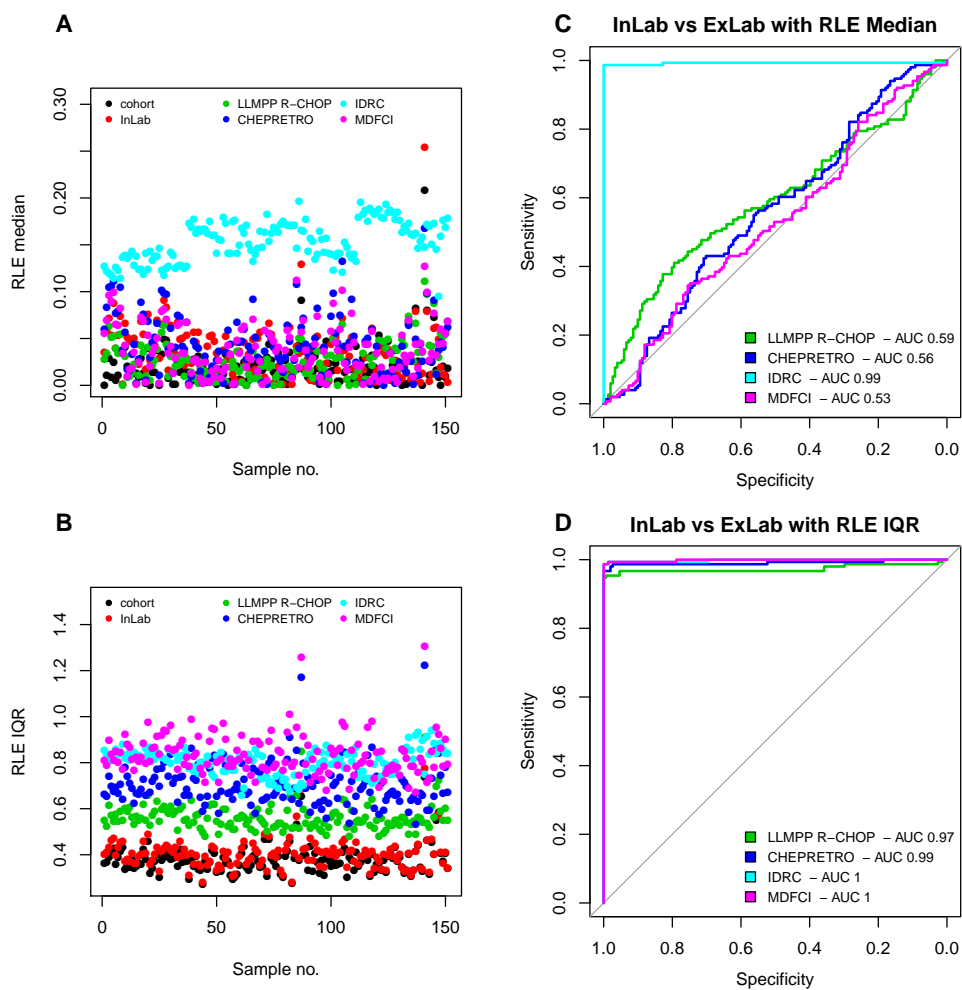 A
cohort
InLab
LLMPP R−CHOP
CHEPRETRO
IDRC
MDFCI
0.30
0.20
0.10
0.00
RLE median
0
50
100
150
Sample no.
C
InLab vs ExLab with RLE Median
1.0
0.8
0.6
0.4
0.2
0.0
Sensitivity
LLMPP R−CHOP − AUC 0.59
CHEPRETRO − AUC 0.56
IDRC − AUC 0.99
MDFCI − AUC 0.53
1.0
0.8
0.6
0.4
0.2
0.0
Specificity
B
cohort
InLab
LLMPP R−CHOP
CHEPRETRO
IDRC
MDFCI
1.4
1.2
1.0
0.8
0.6
0.4
RLE IQR
0
50
100
150
Sample no.
D
InLab vs ExLab with RLE IQR
1.0
0.8
0.6
0.4
0.2
0.0
Sensitivity
LLMPP R−CHOP − AUC 0.97
CHEPRETRO − AUC 0.99
IDRC − AUC 1
MDFCI − AUC 1
1.0
0.8
0.6
0.4
0.2
0.0
Specificity